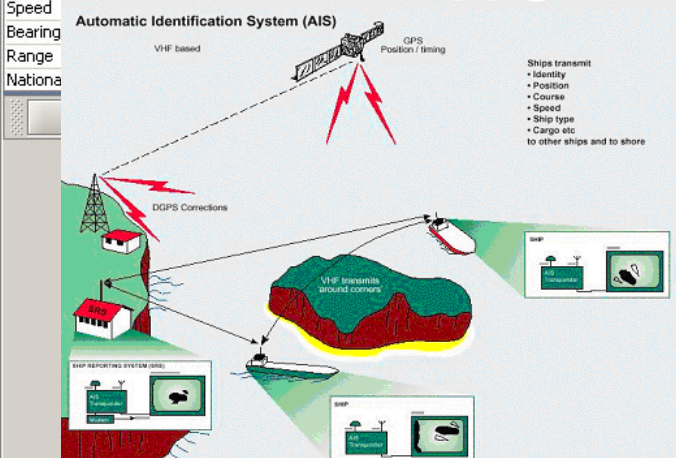 Speed
Bearing
Range
Nationa
Automatic Identification System (AIS)
VHF based
GPS
Position / timing
Ships transmit
• Identity
• Position
• Course
• Speed
• Ship type
• Cargo etc
to other ships and to shore
DGPS Corrections
VHF transmits
'around corners'
SHIP
AIS
Transponder
SRS
SHIP REPORTING SYSTEM (SRS)
AIS
Transponder
Modem
SHIP
AIS
Transponder